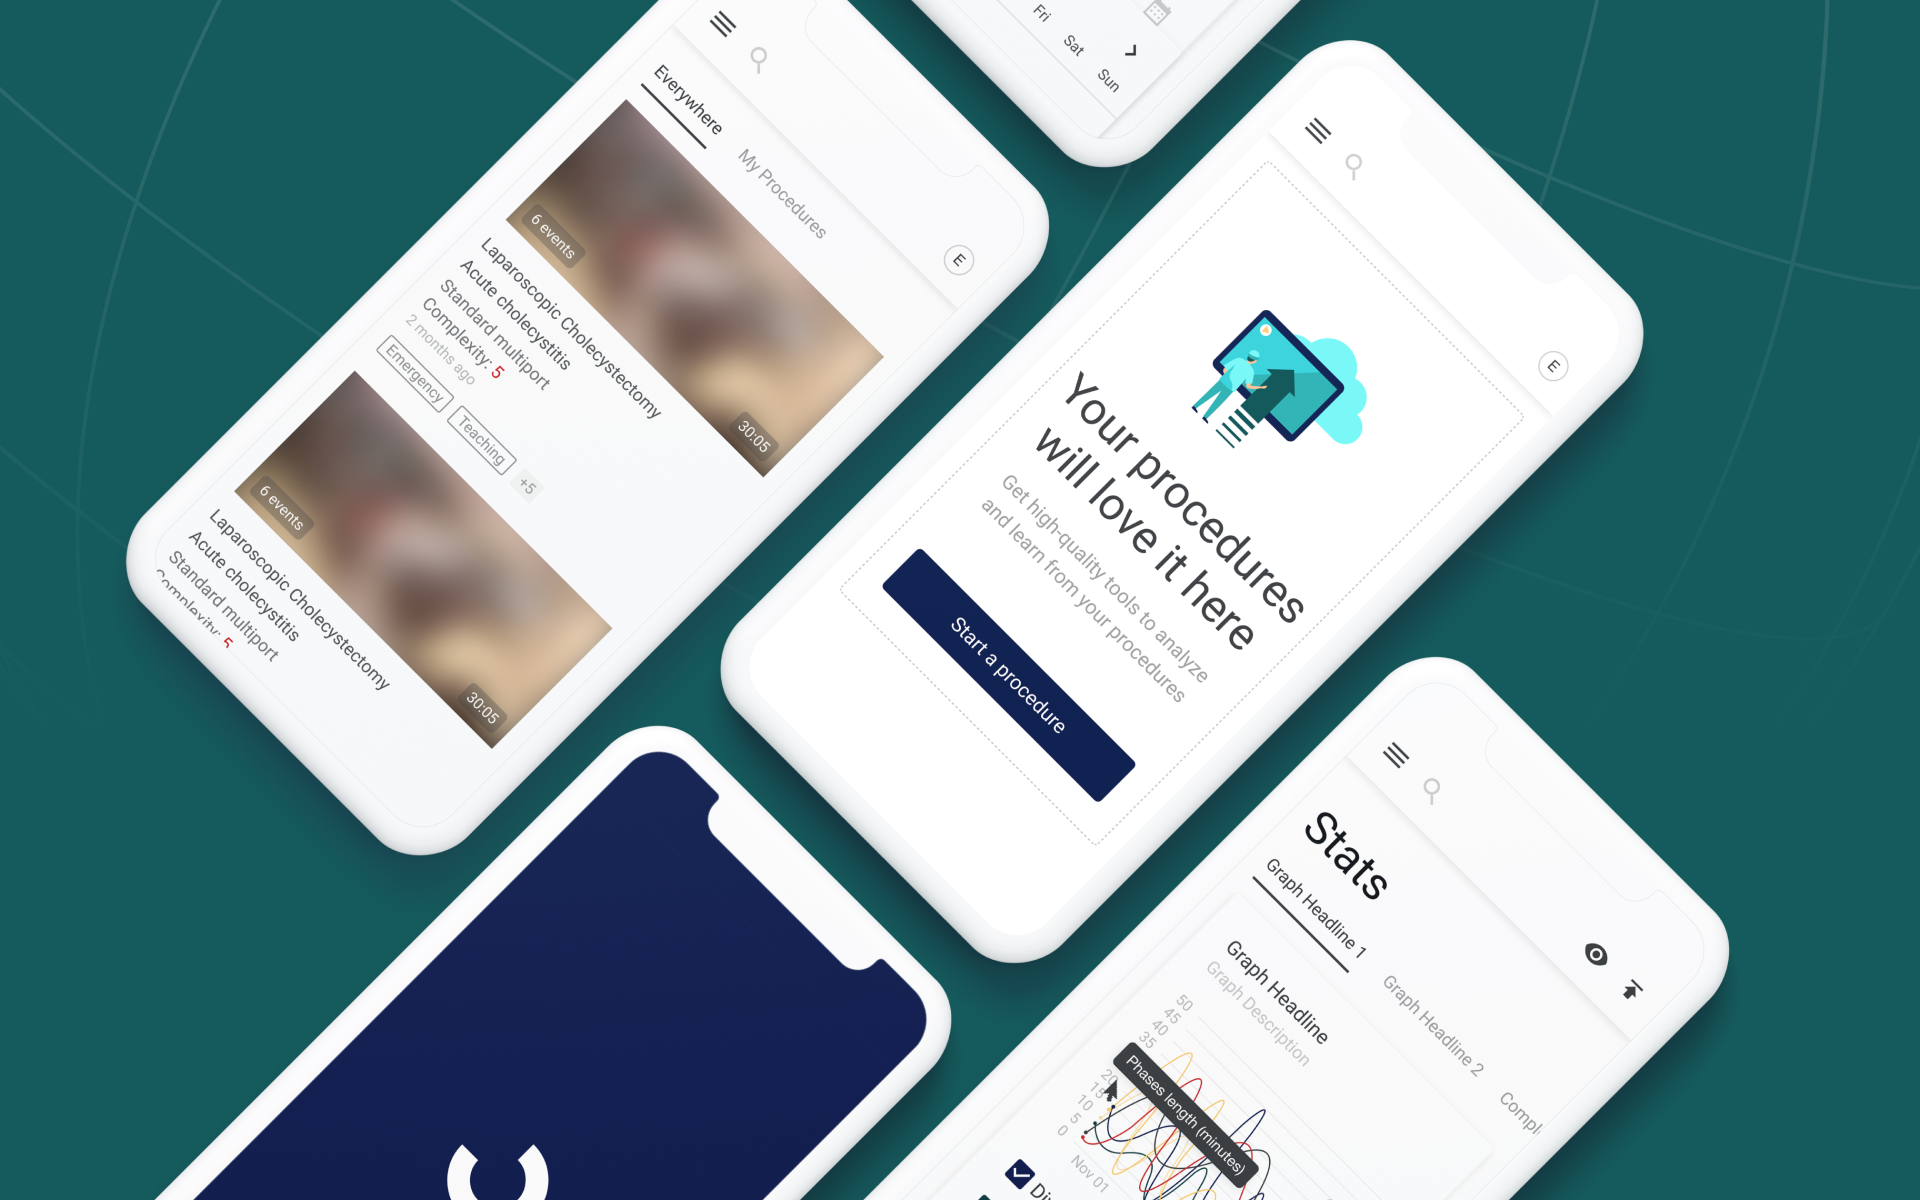 Everywhere
My Procedures
E
6 events
30:05
Laparoscopic Cholecystectomy
Acute cholecystitis
Standard multiport
Complexity: 5
2 months ago
Emergency
Teaching
+5
6 events
30:05
Laparoscopic Cholecystectomy
Acute cholecystitis
Standard multiport
Complexity: 5
Fri
Sat
Sun
E
Your procedures
will love it here
Get high-quality tools to analyze
and learn from your procedures
Start a procedure
Stats
Graph Headline 1
Graph Headline 2
Compl
Graph Headline
Graph Description
50
45
40
35
20
15
10
5
0
Phases length (minutes)
Nov 01